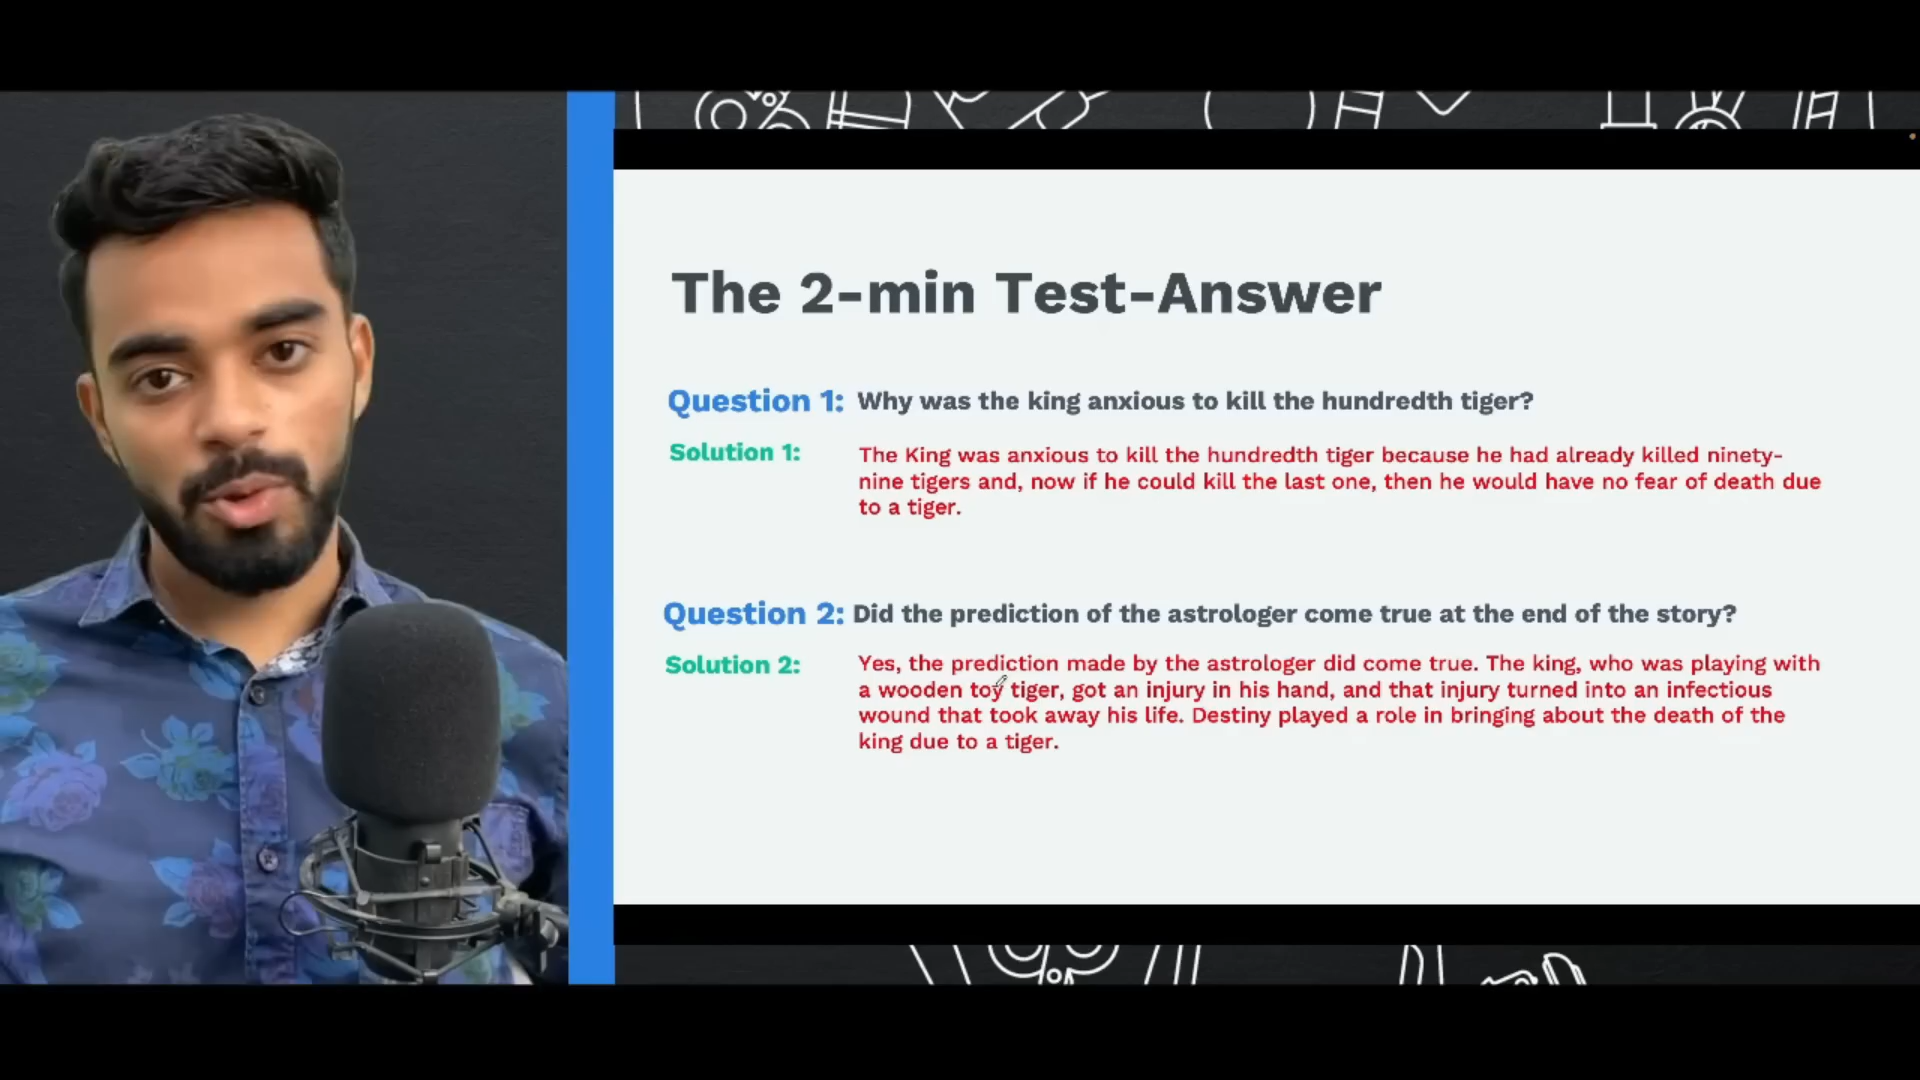 The 2-min Test-Answer
Question 1: Why was the king anxious to kill the hundredth tiger?
Solution 1: The King was anxious to kill the hundredth tiger because he had already killed ninety-
nine tigers and, now if he could kill the last one, then he would have no fear of death due
to a tiger.
Question 2: Did the prediction of the astrologer come true at the end of the story?
Solution 2: Yes, the prediction made by the astrologer did come true. The king, who was playing with
a wooden toy tiger, got an injury in his hand, and that injury turned into an infectious
wound that took away his life. Destiny played a role in bringing about the death of the
king due to a tiger.